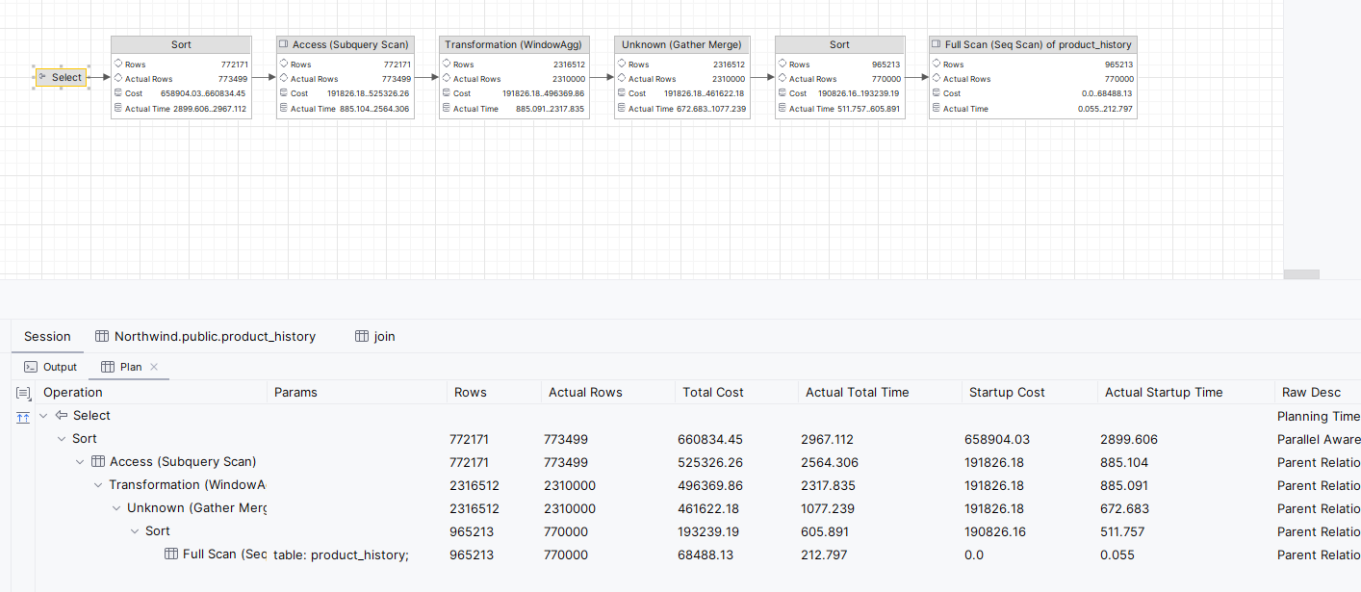 Select
Sort
Rows 772171
Actual Rows 773499
Cost 658904.03..660834.45
Actual Time 2899.606..2967.112
Access (Subquery Scan)
Rows 772171
Actual Rows 773499
Cost 191826.18..525326.26
Actual Time 885.104..2564.306
Transformation (WindowAgg)
Rows 2316512
Actual Rows 2310000
Cost 191826.18..496369.86
Actual Time 885.091..2317.835
Unknown (Gather Merge)
Rows 2316512
Actual Rows 2310000
Cost 191826.18..461622.18
Actual Time 672.683..1077.239
Sort
Rows 965213
Actual Rows 770000
Cost 190826.16..193239.19
Actual Time 511.757..605.891
Full Scan (Seq Scan) of product_history
Rows 965213
Actual Rows 770000
Cost 0.0..68488.13
Actual Time 0.055..212.797
Session Northwind.public.product_history join
Output Plan
Operation Params Rows Actual Rows Total Cost Actual Total Time Startup Cost Actual Startup Time Raw Desc
Select Planning Time
Sort 772171 773499 660834.45 2967.112 658904.03 2899.606 Parallel Aware
Access (Subquery Scan) 772171 773499 525326.26 2564.306 191826.18 885.104 Parent Relatio
Transformation (WindowA 2316512 2310000 496369.86 2317.835 191826.18 885.091 Parent Relatio
Unknown (Gather Merg 2316512 2310000 461622.18 1077.239 191826.18 672.683 Parent Relatio
Sort 965213 770000 193239.19 605.891 190826.16 511.757 Parent Relatio
Full Scan (Seq table: product_history; 965213 770000 68488.13 212.797 0.0 0.055 Parent Relatio